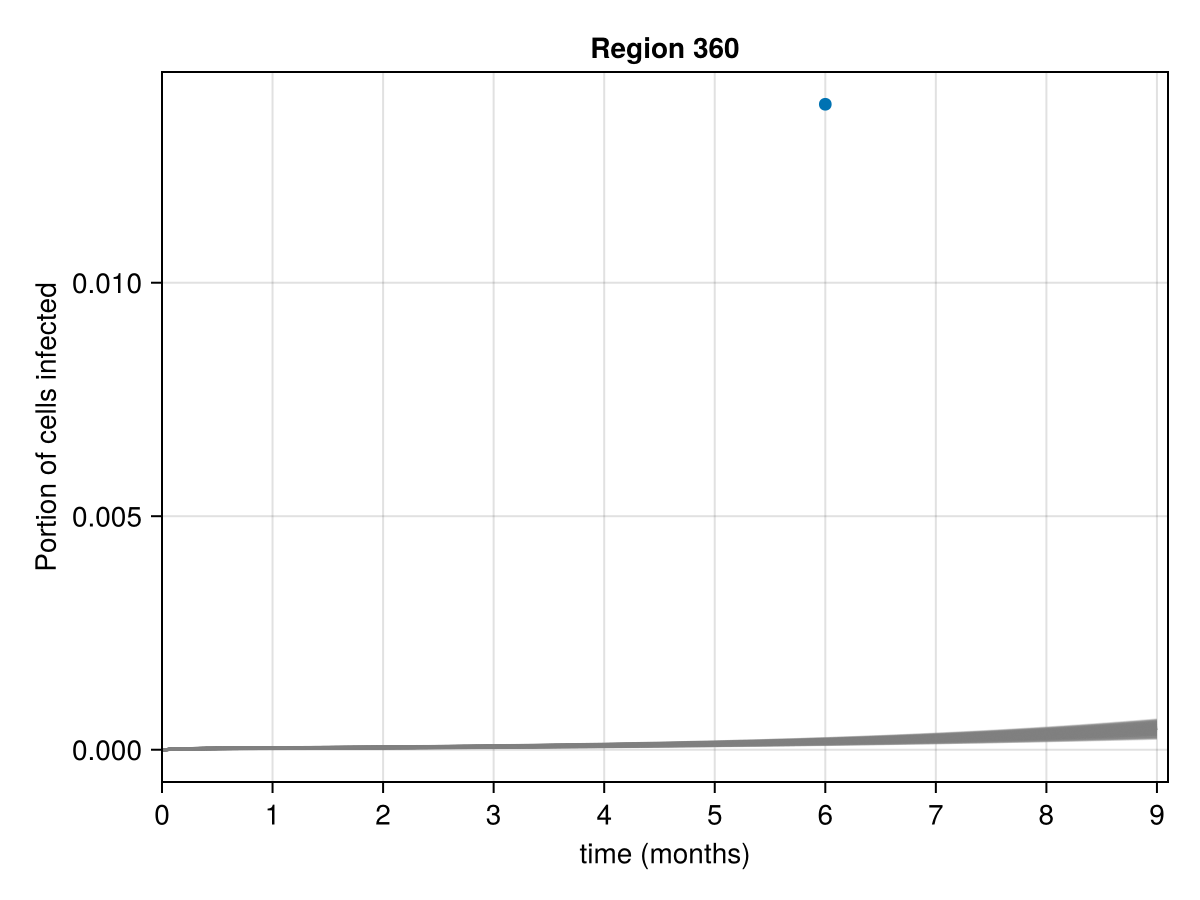 Region 360
Portion of cells infected
0.010
0.005
0.000
0 1 2 3 4 5 6 7 8 9
time (months)